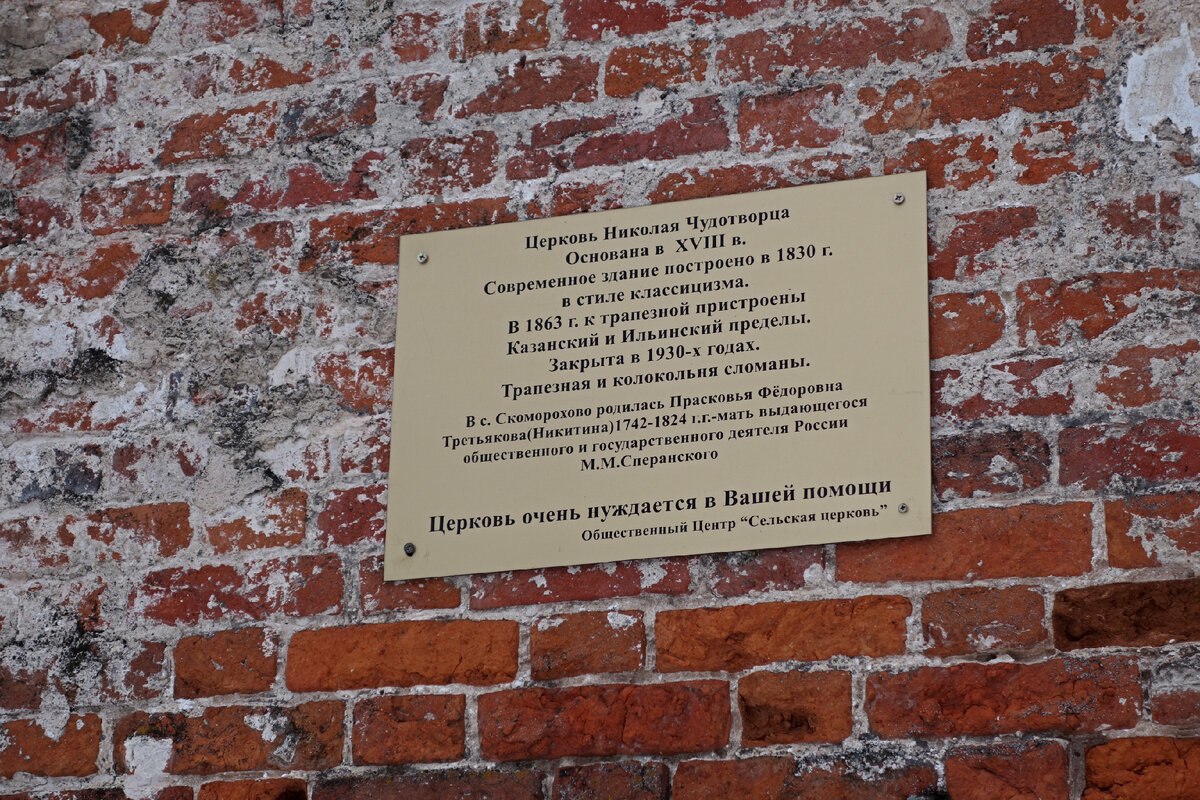 Церковь Николая Чудотворца
Основана в XVIII в.
Современное здание построено в 1830 г.
в стиле классицизма.
В 1863 г. к трапезной пристроены
Казанский и Ильинский пределы.
Закрыта в 1930-х годах.
Трапезная и колокольня сломаны.
В с. Скоморохово родилась Прасковья Фёдоровна
Третьякова(Никитина)1742-1824 г.г.-мать выдающегося
общественного и государственного деятеля России
М.М.Сперанского
Церковь очень нуждается в Вашей помощи
Общественный Центр “Сельская церковь”